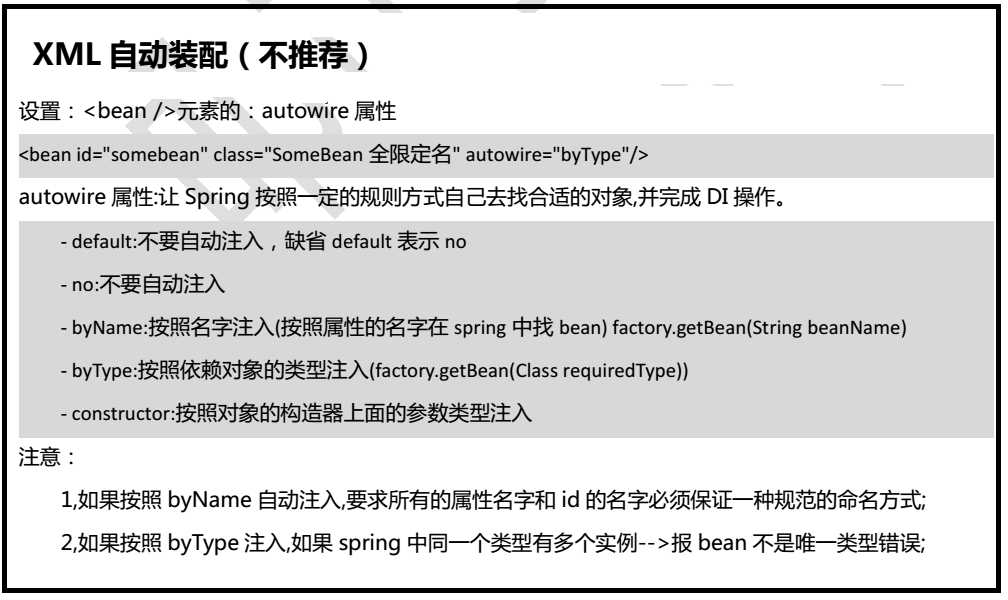 XML 自动装配（不推荐）
设置：<bean />元素的：autowire 属性
<bean id="somebean" class="SomeBean 全限定名" autowire="byType"/>
autowire 属性:让 Spring 按照一定的规则方式自己去找合适的对象,并完成 DI 操作。
- default:不要自动注入，缺省 default 表示 no
- no:不要自动注入
- byName:按照名字注入(按照属性的名字在 spring 中找 bean) factory.getBean(String beanName)
- byType:按照依赖对象的类型注入(factory.getBean(Class requiredType))
- constructor:按照对象的构造器上面的参数类型注入
注意：
1,如果按照 byName 自动注入,要求所有的属性名字和 id 的名字必须保证一种规范的命名方式;
2,如果按照 byType 注入,如果 spring 中同一个类型有多个实例-->报 bean 不是唯一类型错误;